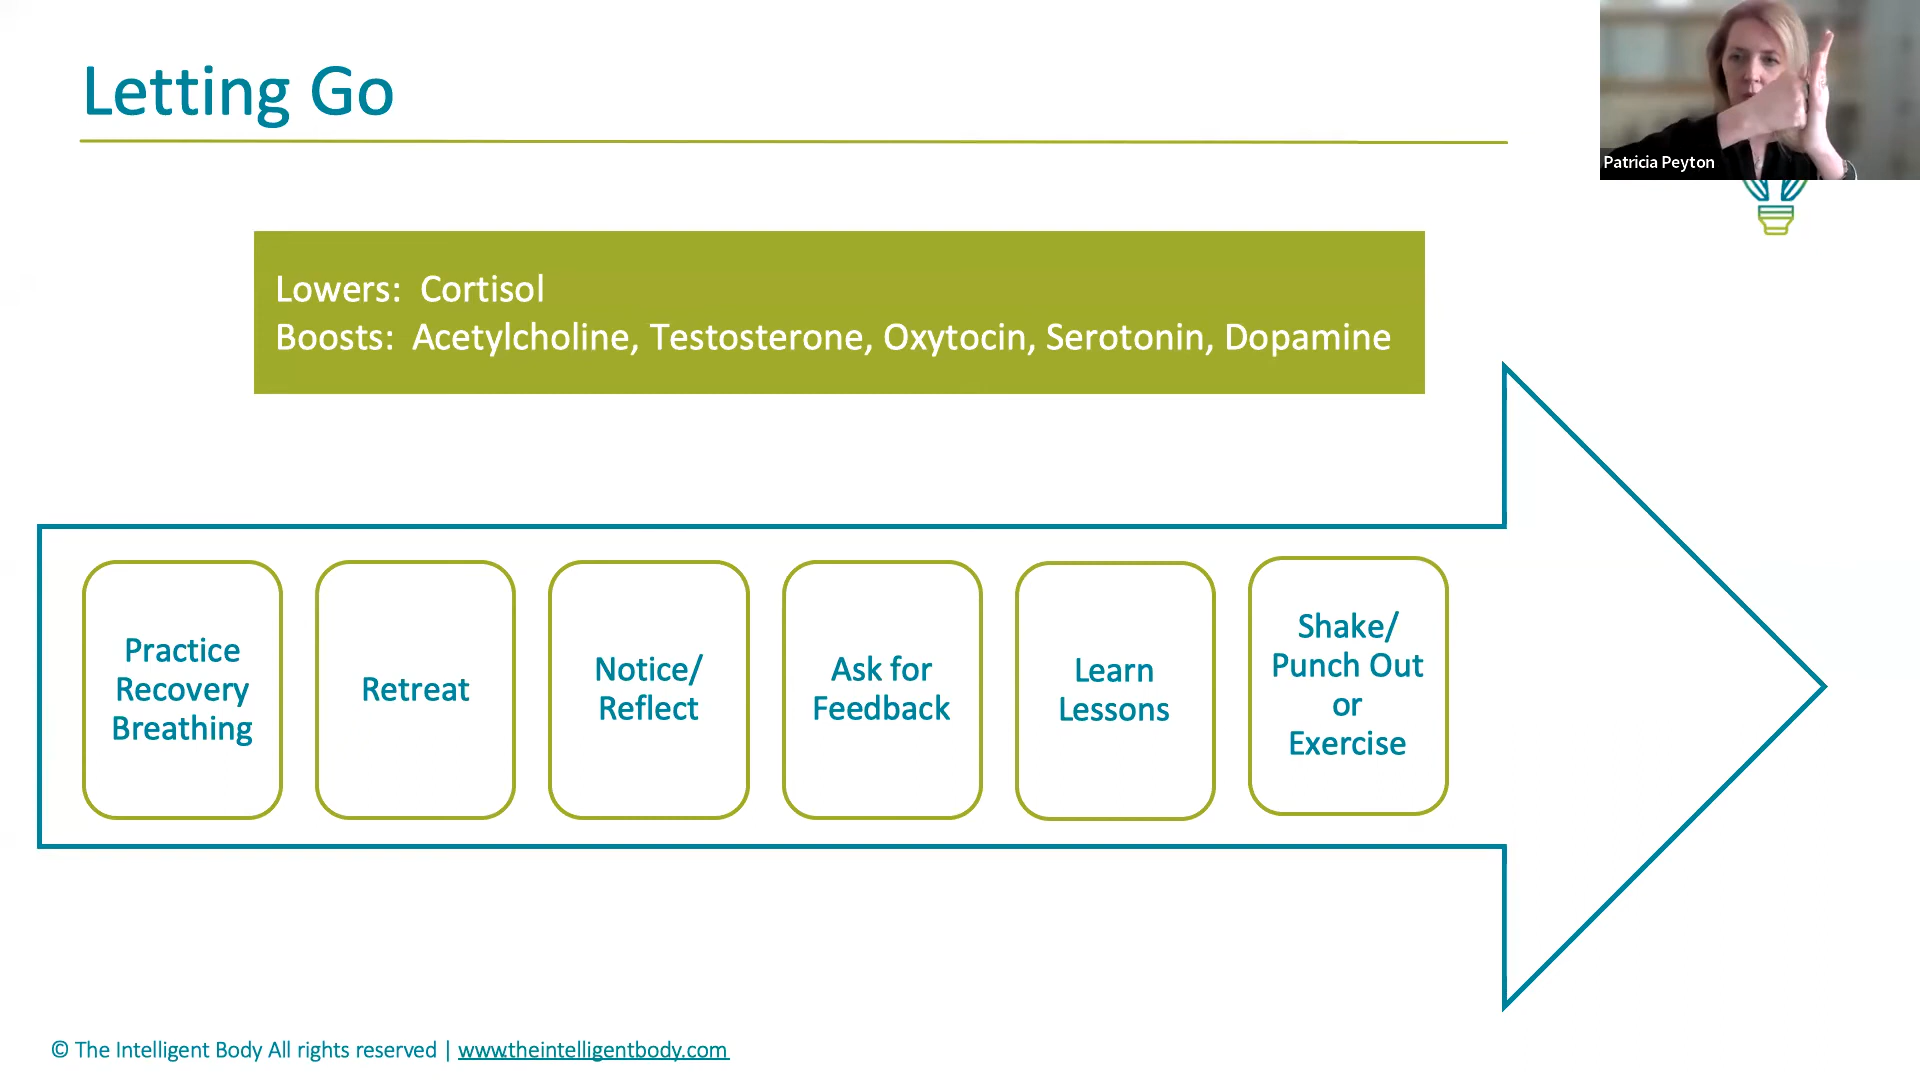 Letting Go
Patricia Peyton
Lowers: Cortisol
Boosts: Acetylcholine, Testosterone, Oxytocin, Serotonin, Dopamine
Practice
Recovery
Breathing
Retreat
Notice/
Reflect
Ask for
Feedback
Learn
Lessons
Shake/
Punch Out
or
Exercise
© The Intelligent Body All rights reserved | www.theintelligentbody.com